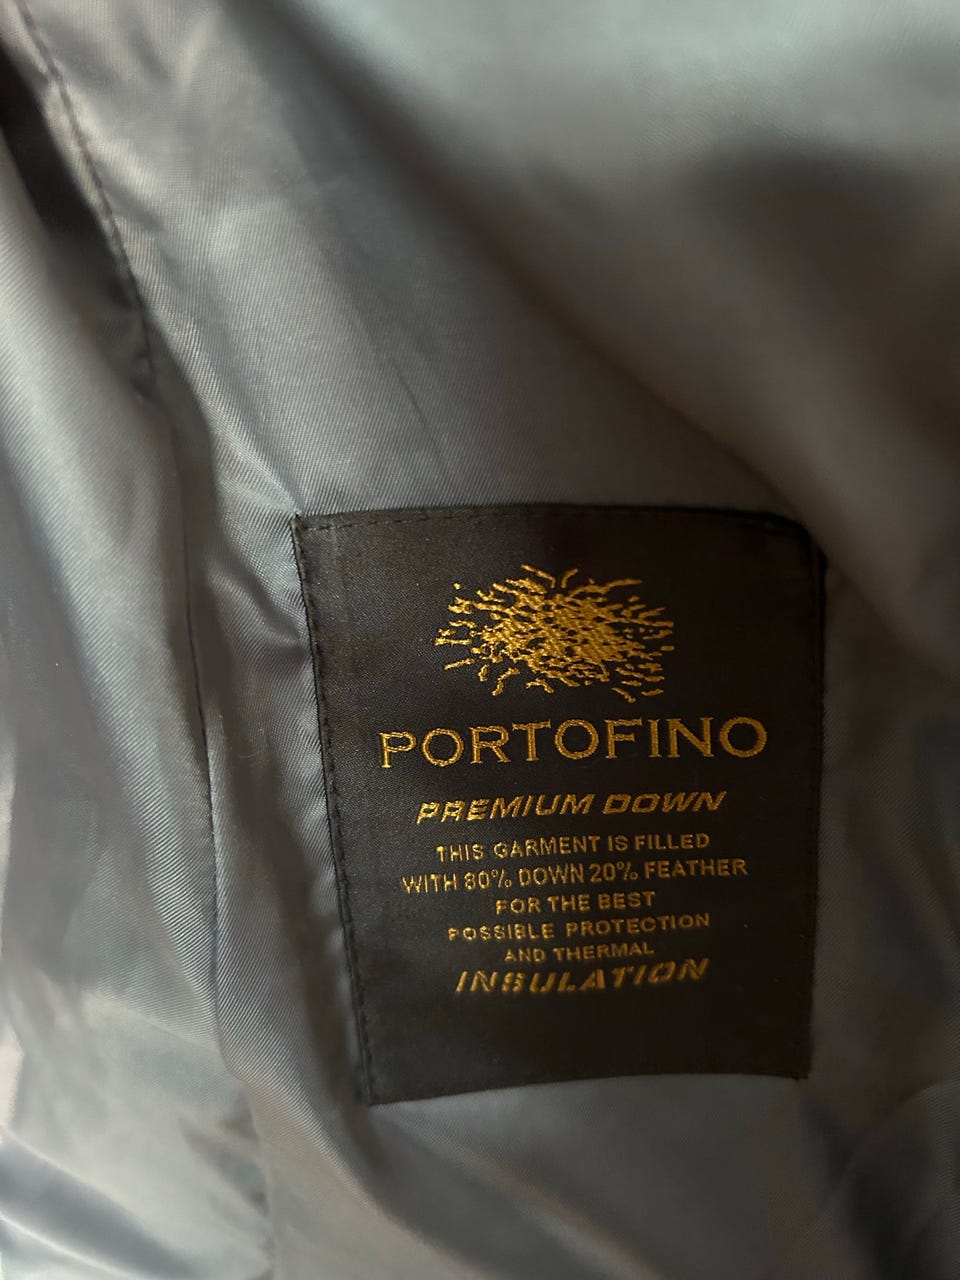 PORTOFINO
PREMIUM DOWN
THIS GARMENT IS FILLED
WITH 80% DOWN 20% FEATHER
FOR THE BEST
POSSIBLE PROTECTION
AND THERMAL
INSULATION